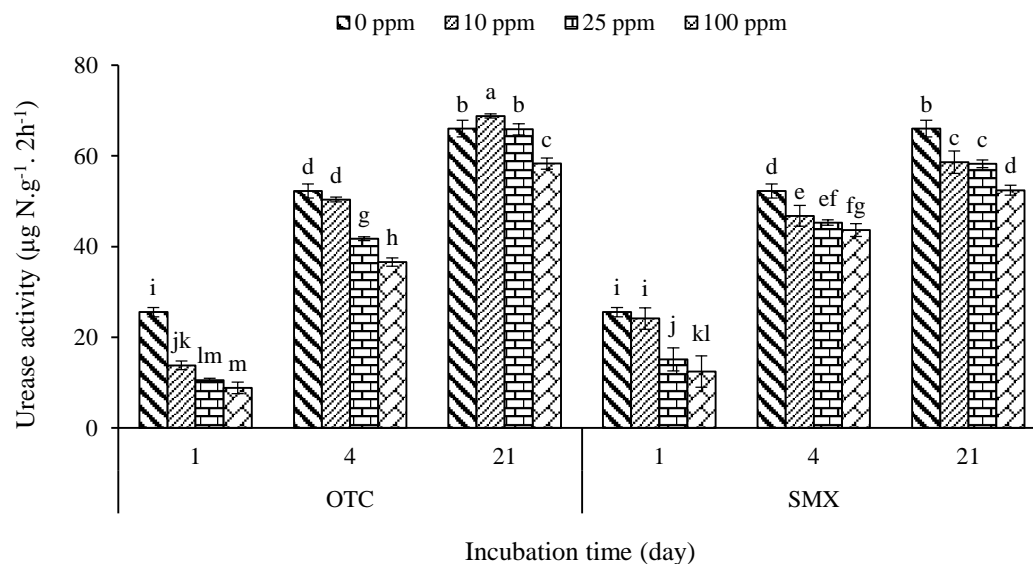 0 ppm 10 ppm 25 ppm 100 ppm
Urease activity (µg N.g⁻¹. 2h⁻¹)
80
60
40
20
0
i jk lm m d d g h b a b c i i j kl d e ef fg b c c d
1 4 21 1 4 21
OTC SMX
Incubation time (day)